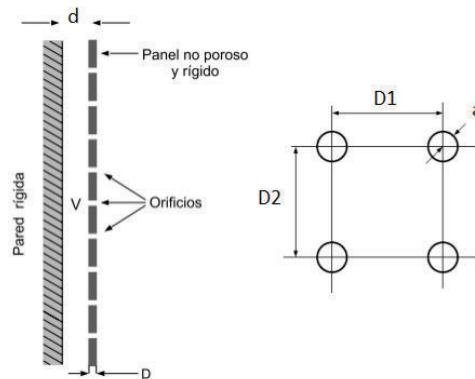 d
Panel no poroso
y rígido
Pared rígida
V
Orificios
D
D1
a
D2